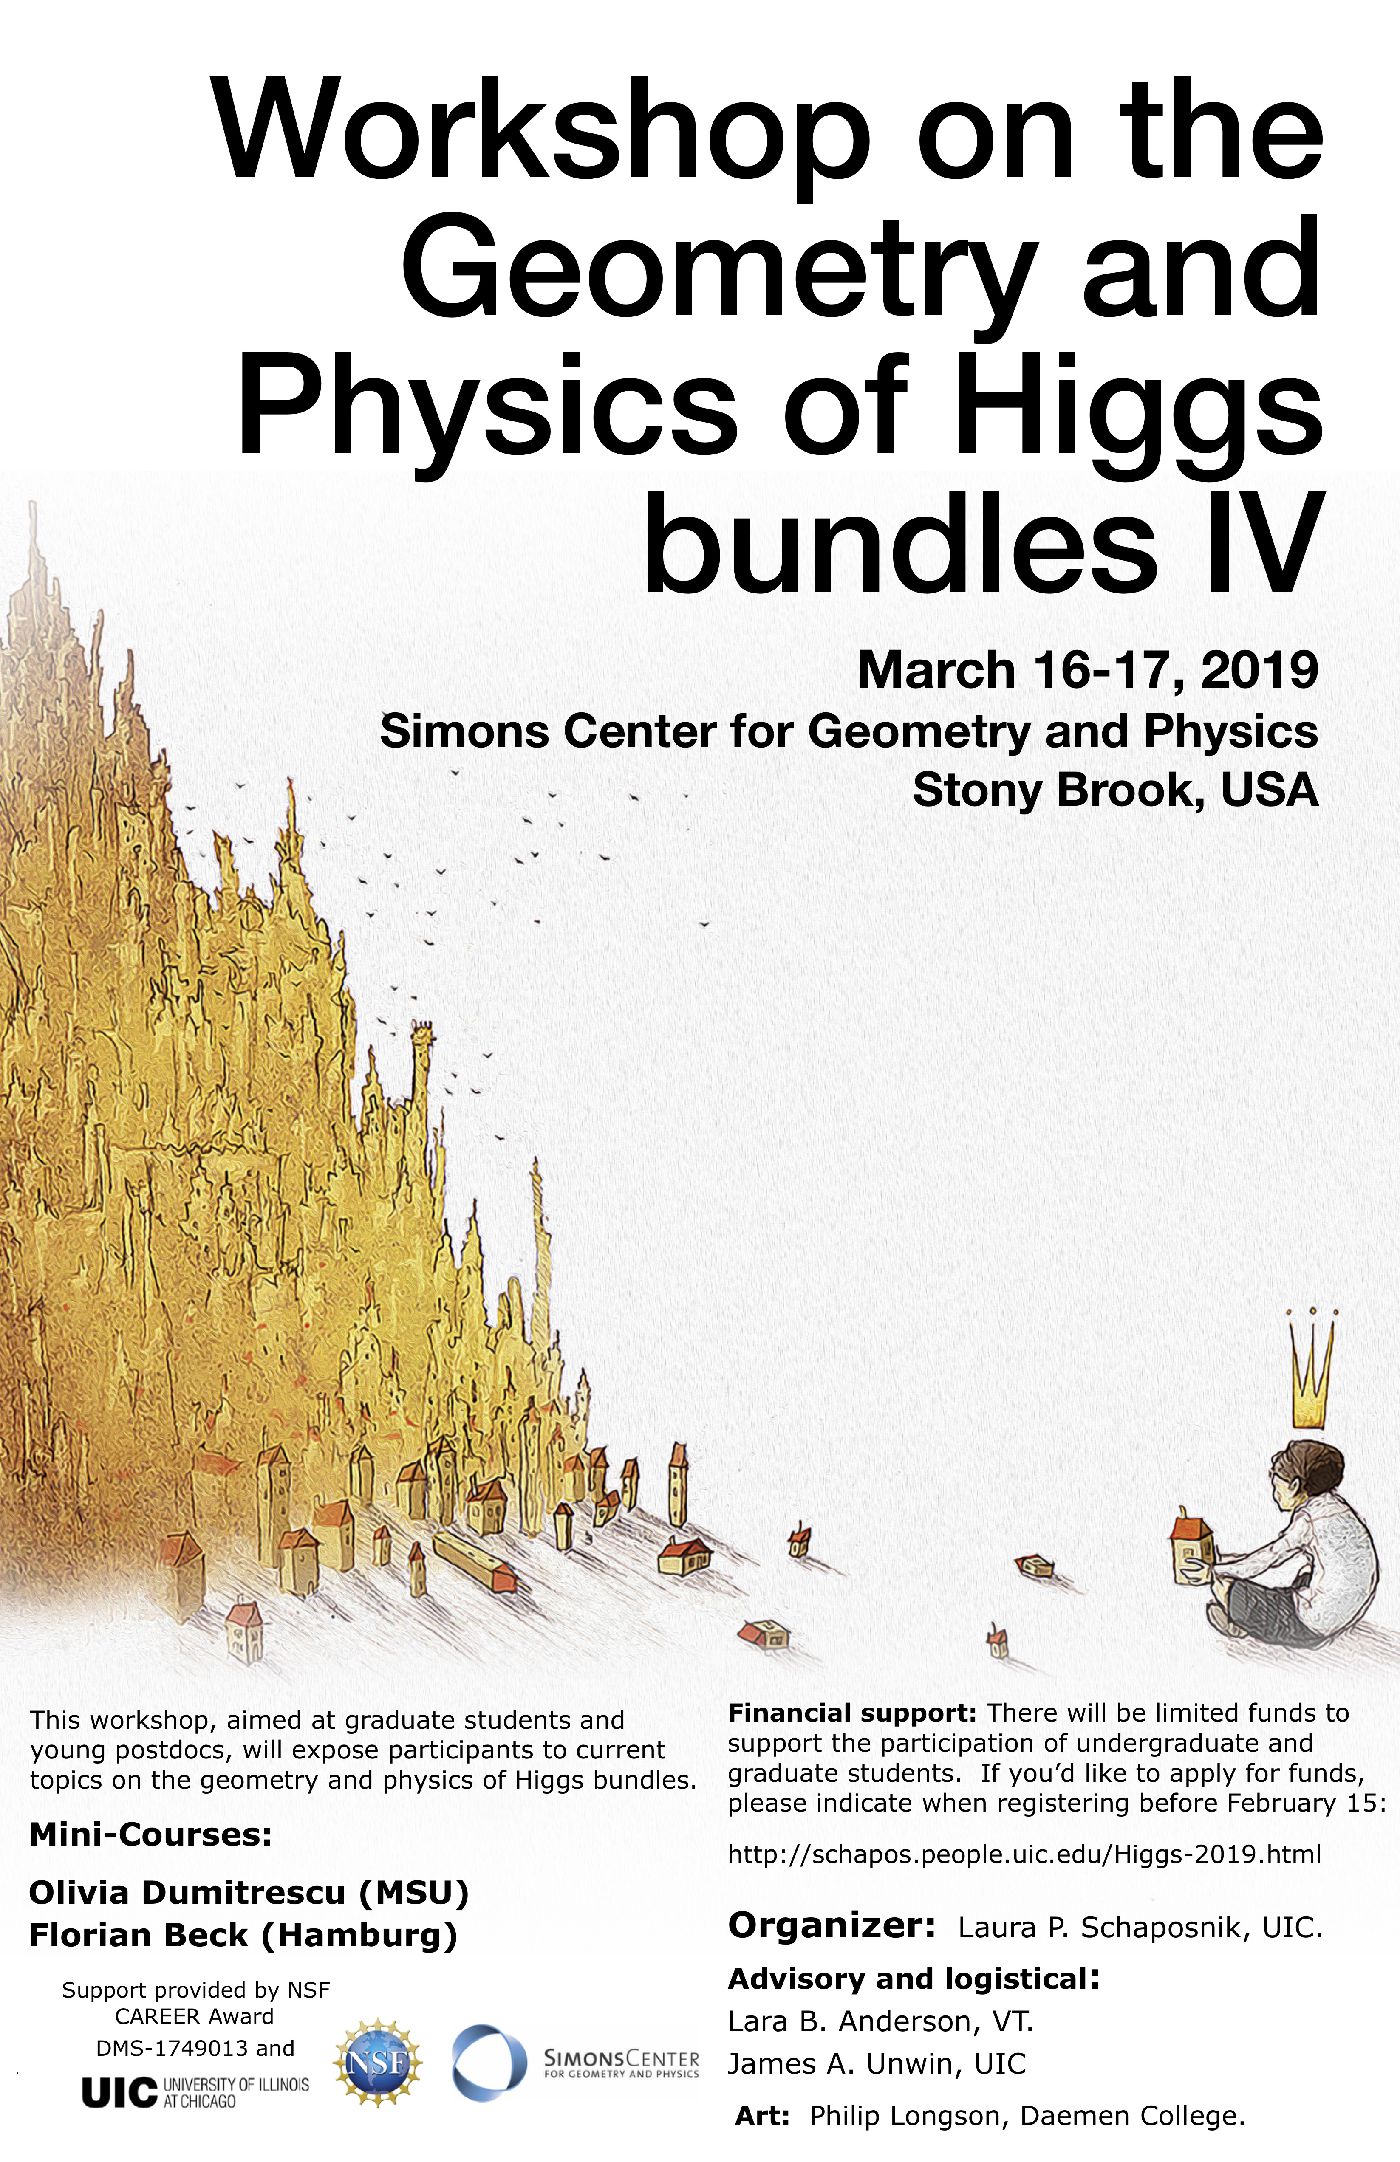 Workshop on the
Geometry and
Physics of Higgs
bundles IV
March 16-17, 2019
Simons Center for Geometry and Physics
Stony Brook, USA
This workshop, aimed at graduate students and
young postdocs, will expose participants to current
topics on the geometry and physics of Higgs bundles.
Mini-Courses:
Olivia Dumitrescu (MSU)
Florian Beck (Hamburg)
Support provided by NSF
CAREER Award
DMS-1749013 and
UIC UNIVERSITY OF ILLINOIS
AT CHICAGO
NSF
SIMONS CENTER
FOR GEOMETRY AND PHYSICS
Financial support: There will be limited funds to
support the participation of undergraduate and
graduate students.  If you'd like to apply for funds,
please indicate when registering before February 15:
http://schapos.people.uic.edu/Higgs-2019.html
Organizer: Laura P. Schaposnik, UIC.
Advisory and logistical:
Lara B. Anderson, VT.
James A. Unwin, UIC
Art: Philip Longson, Daemen College.